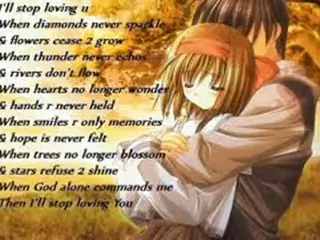 I'll stop loving u
When diamonds never sparkle
& flowers cease 2 grow
When thunder never echos
& rivers don't flow
When hearts no longer wonder
& hands r never held
When smiles r only memories
& hope is never felt
When trees no longer blossom
& stars refuse 2 shine
When God alone commands me
Then I'll stop loving You